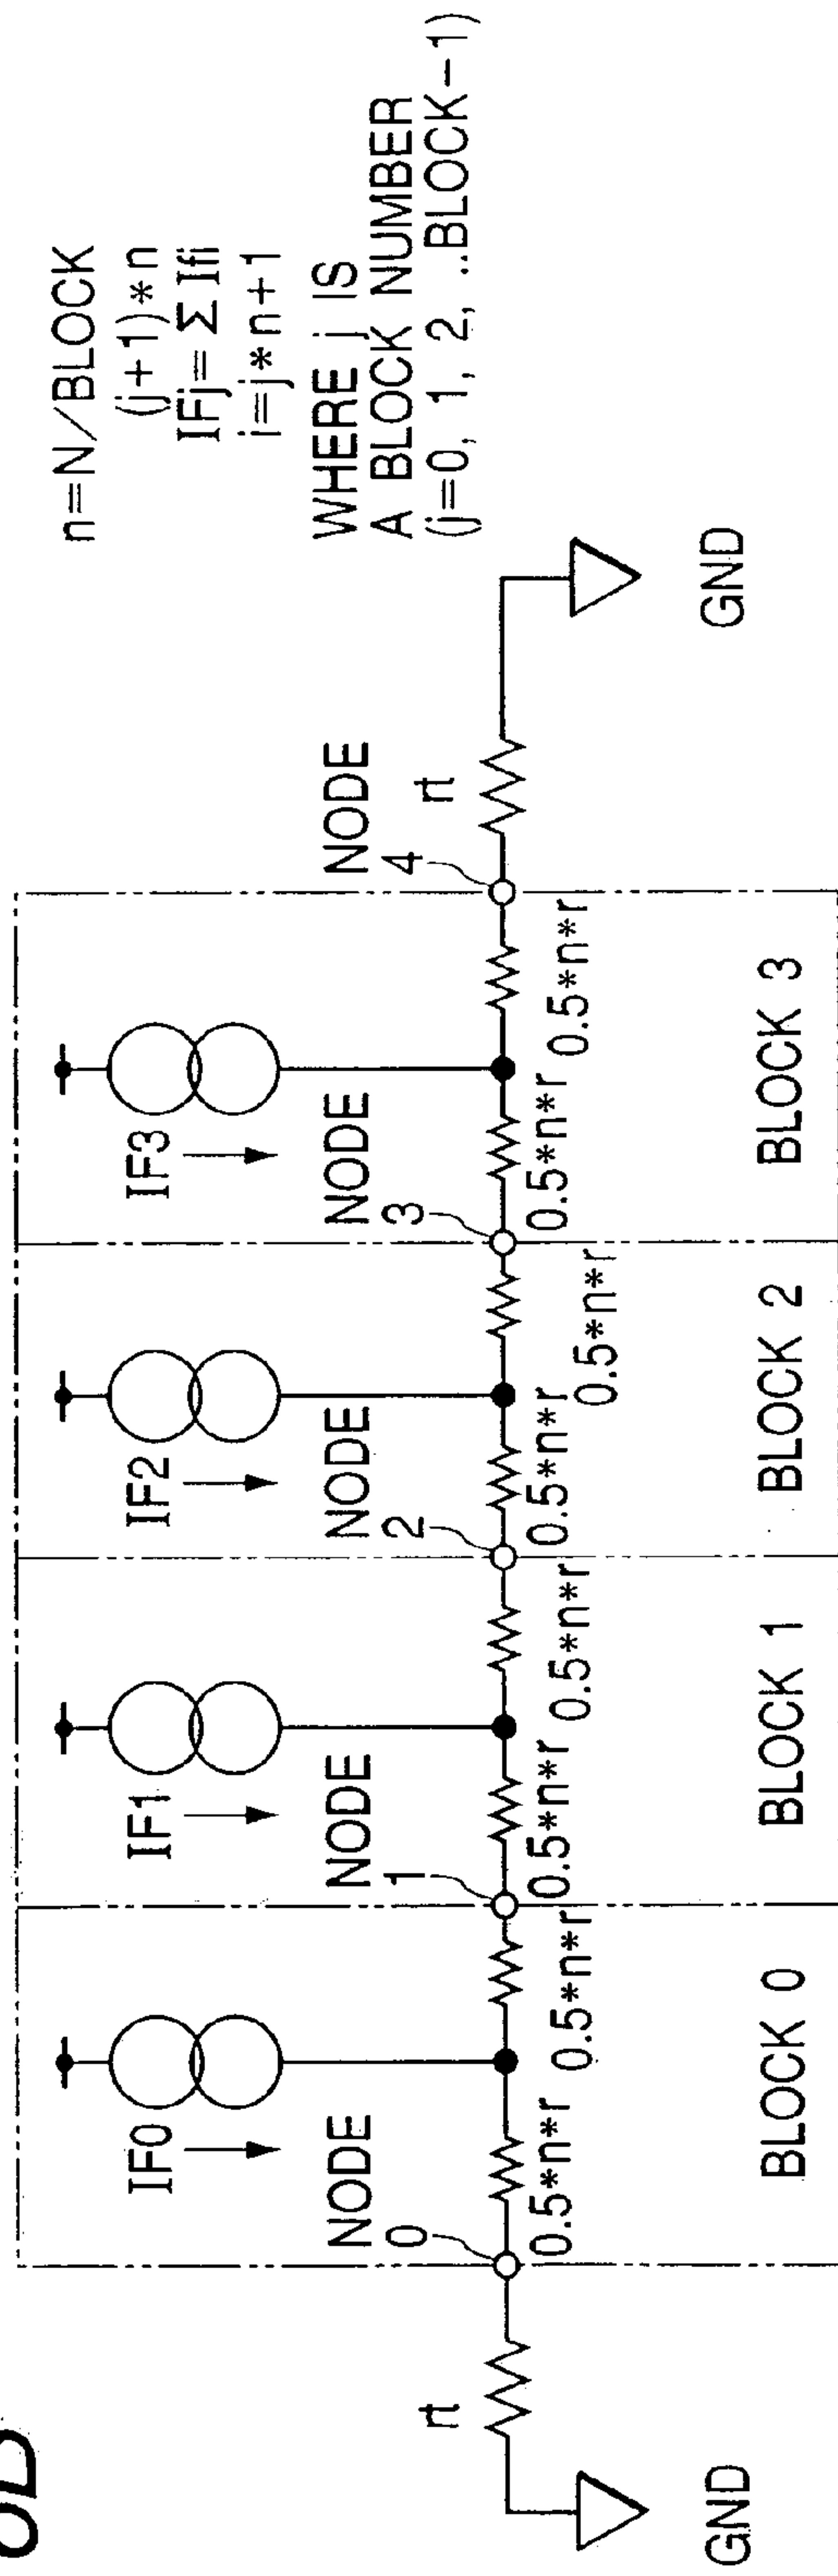 n=N/BLOCK
(j+1)*n
IFj=Σ Ifi
i=j*n+1
WHERE j IS
A BLOCK NUMBER
(j=0, 1, 2, ..BLOCK-1)
IF0
IF1
IF2
IF3
NODE
0
NODE
1
NODE
2
NODE
3
NODE
4
rt
0.5*n*r
0.5*n*r
0.5*n*r
0.5*n*r
0.5*n*r
0.5*n*r
0.5*n*r
0.5*n*r
rt
GND
BLOCK 0
BLOCK 1
BLOCK 2
BLOCK 3
GND